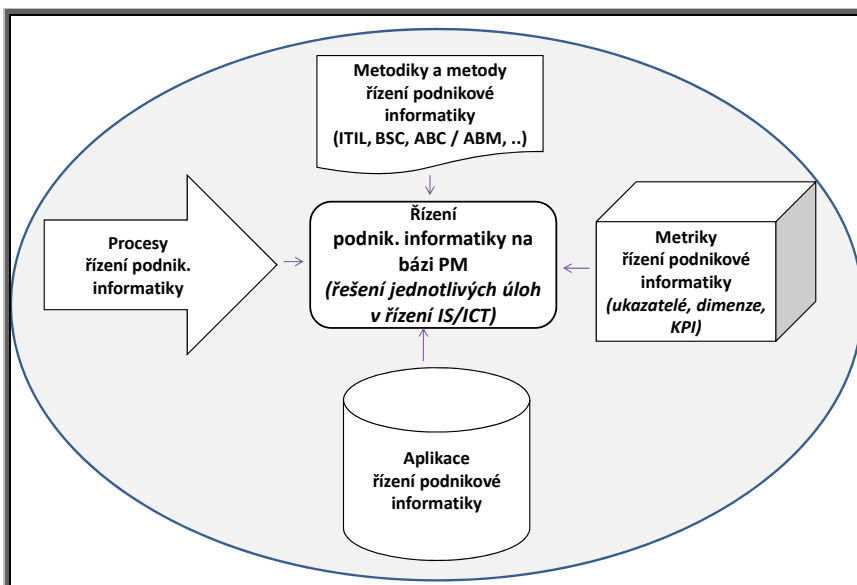 Metodiky a metody
řízení podnikové
informatiky
(ITIL, BSC, ABC / ABM, ..)
Procesy
řízení podnik.
informatiky
Řízení
podnik. informatiky na
bázi PM
(řešení jednotlivých úloh
v řízení IS/ICT)
Metriky
řízení podnikové
informatiky
(ukazatelé, dimenze,
KPI)
Aplikace
řízení podnikové
informatiky